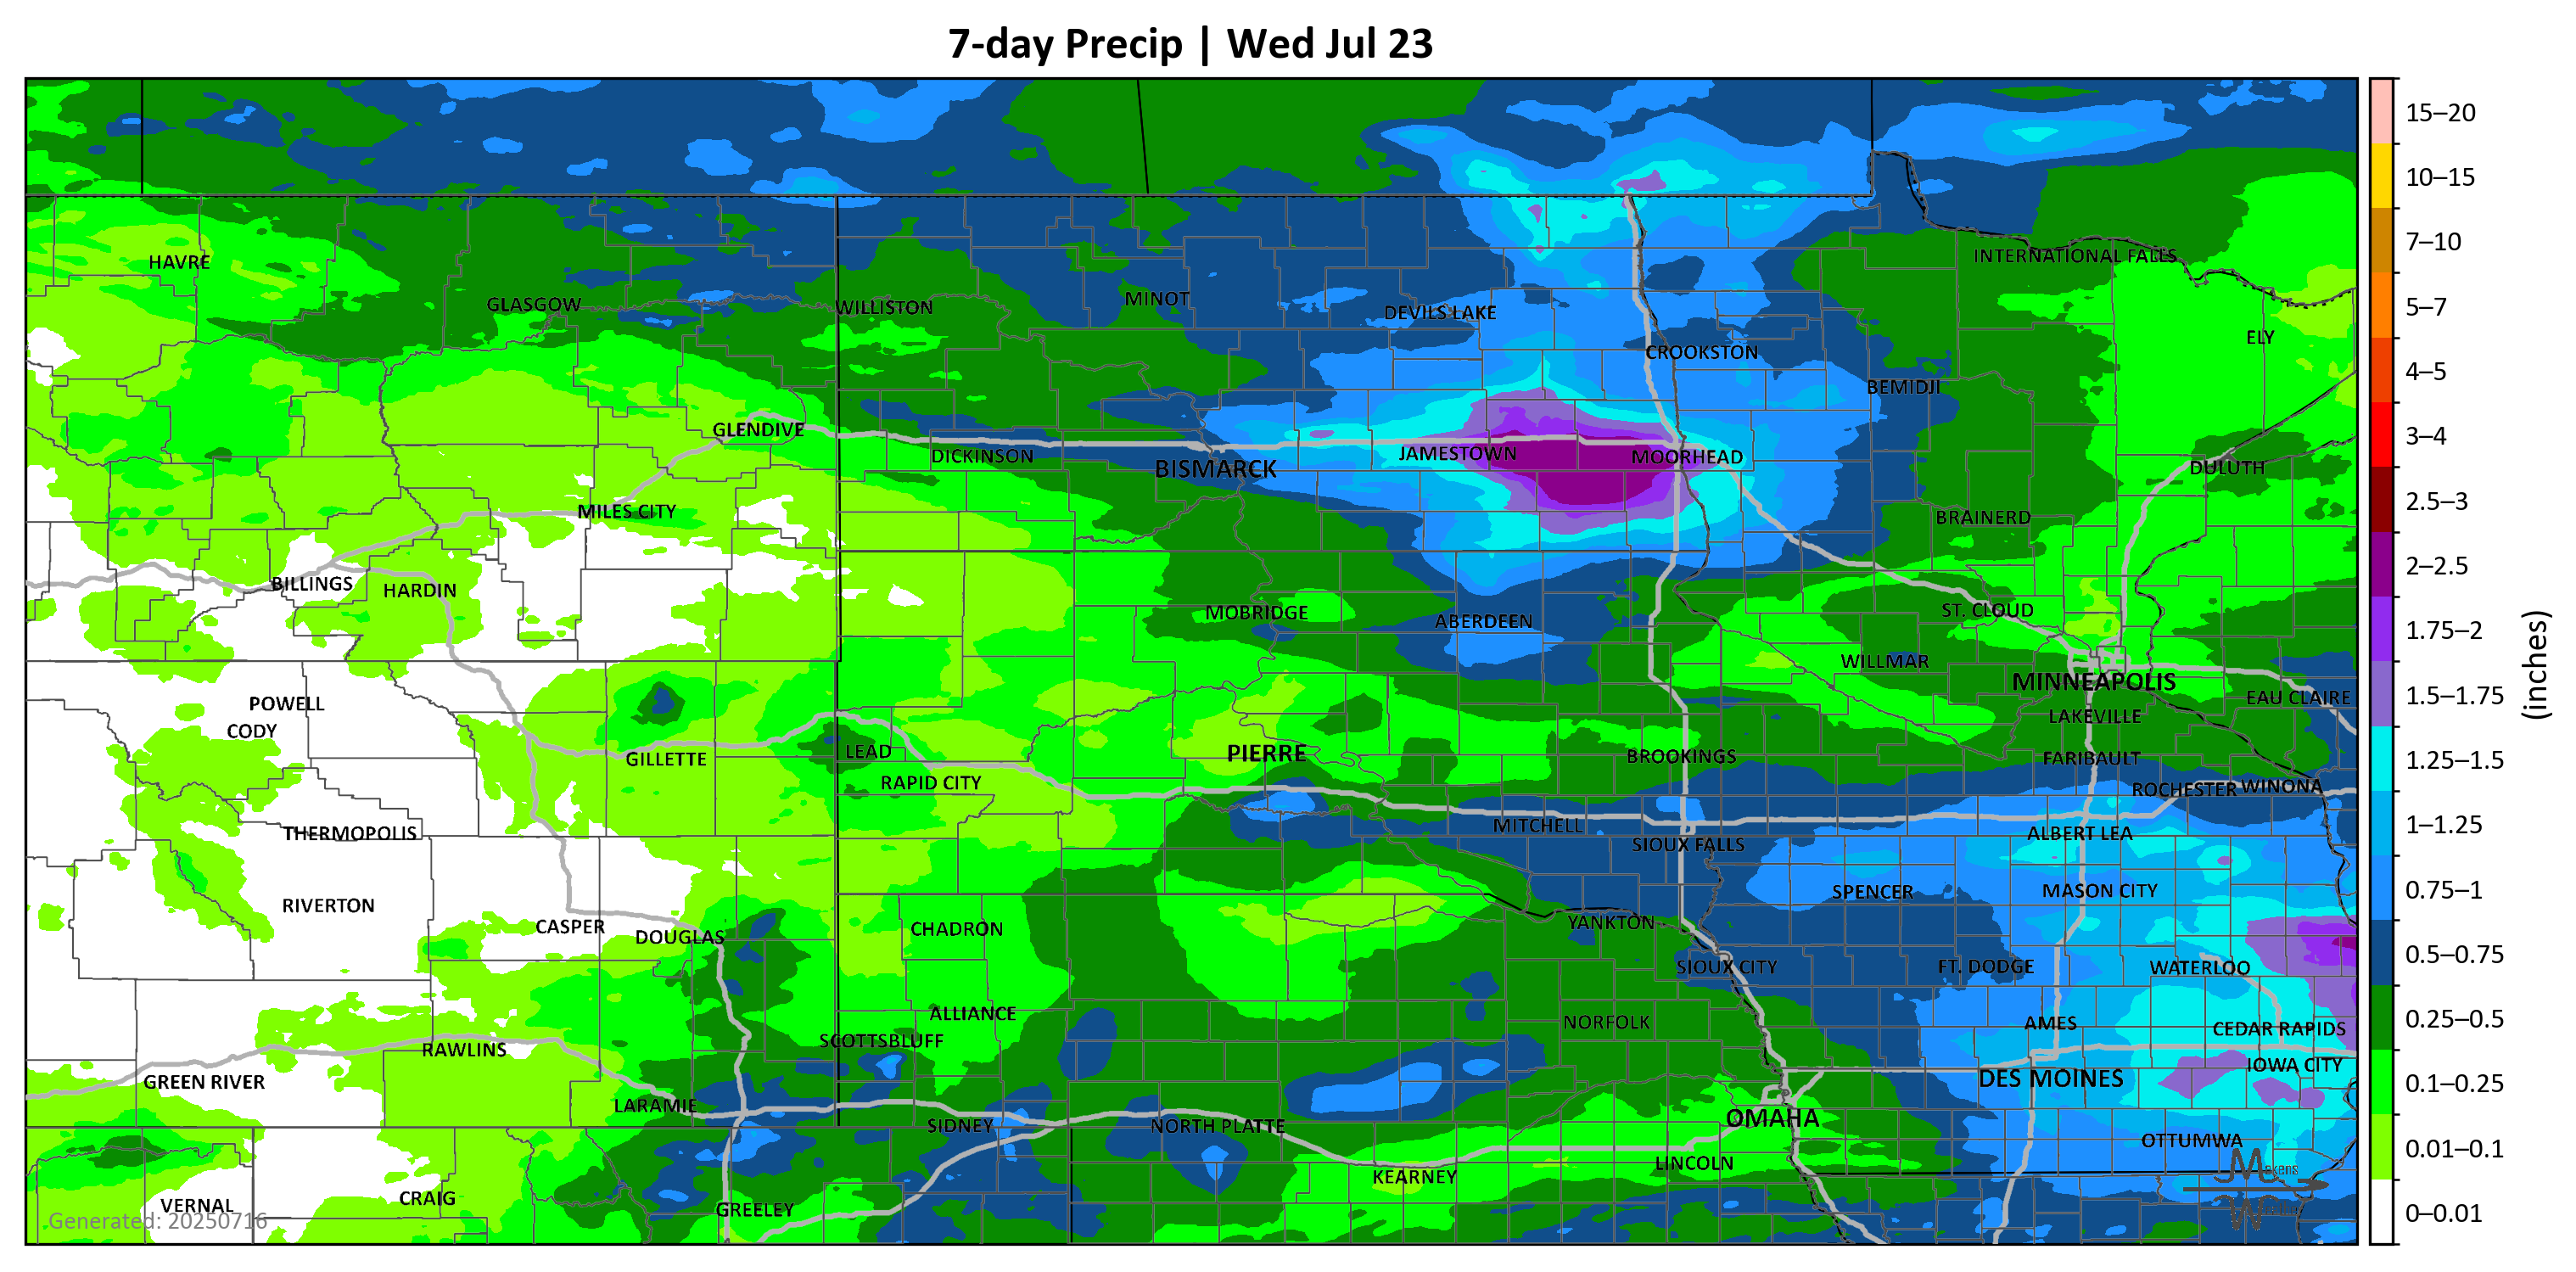 7-day Precip | Wed Jul 23
15–20
10–15
7–10
5–7
4–5
3–4
2.5–3
2–2.5
1.75–2
1.5–1.75
1.25–1.5
1–1.25
0.75–1
0.5–0.75
0.25–0.5
0.1–0.25
0.01–0.1
0–0.01
(inches)
INTERNATIONAL FALLS
HAVRE
GLASGOW
WILLISTON
MINOT
DEVILS LAKE
ELY
CROOKSTON
BEMIDJI
GLENDIVE
DICKINSON
BISMARCK
JAMESTOWN
MOORHEAD
DULUTH
MILES CITY
BRAINERD
BILLINGS
HARDIN
MOBRIDGE
ABERDEEN
ST. CLOUD
WILLMAR
MINNEAPOLIS
EAU CLAIRE
POWELL
CODY
LAKEVILLE
GILLETTE
LEAD
PIERRE
BROOKINGS
FARIBAULT
RAPID CITY
ROCHESTER
WINONA
THERMOPOLIS
MITCHELL
SIOUX FALLS
ALBERT LEA
RIVERTON
SPENCER
MASON CITY
CASPER
DOUGLAS
CHADRON
YANKTON
SIOUX CITY
FT. DODGE
WATERLOO
ALLIANCE
SCOTTSBLUFF
NORFOLK
AMES
CEDAR RAPIDS
RAWLINS
GREEN RIVER
IOWA CITY
DES MOINES
LARAMIE
SIDNEY
NORTH PLATTE
OMAHA
OTTUMWA
LINCOLN
KEARNEY
VERNAL
CRAIG
GREELEY
Generated: 20250716